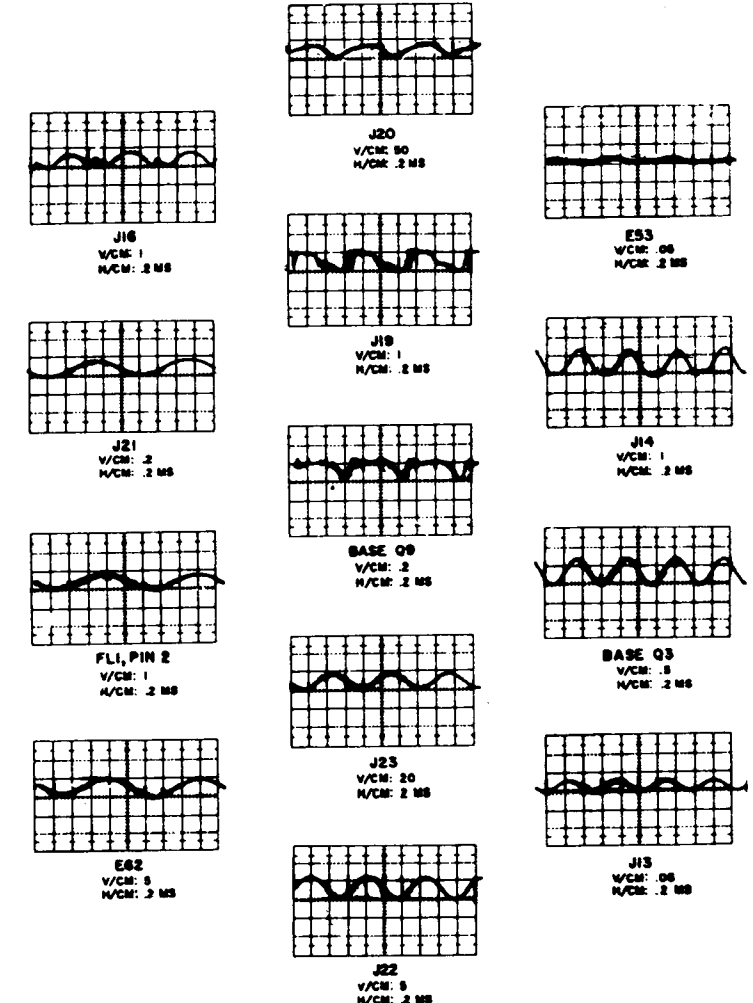 J20
V/CM: 50
H/CM: .2 MS
J16
V/CM: 1
H/CM: .2 MS
E53
V/CM: .05
H/CM: .2 MS
J19
V/CM: 1
H/CM: .2 MS
J21
V/CM: .2
H/CM: .2 MS
J14
V/CM: 1
H/CM: .2 MS
BASE Q9
V/CM: .2
H/CM: .2 MS
FL1, PIN 2
V/CM: 1
H/CM: .2 MS
BASE Q3
V/CM: .5
H/CM: .2 MS
J23
V/CM: 20
H/CM: .2 MS
E62
V/CM: 5
H/CM: .2 MS
J13
V/CM: .05
H/CM: .2 MS
J22
V/CM: 5
H/CM: .2 MS